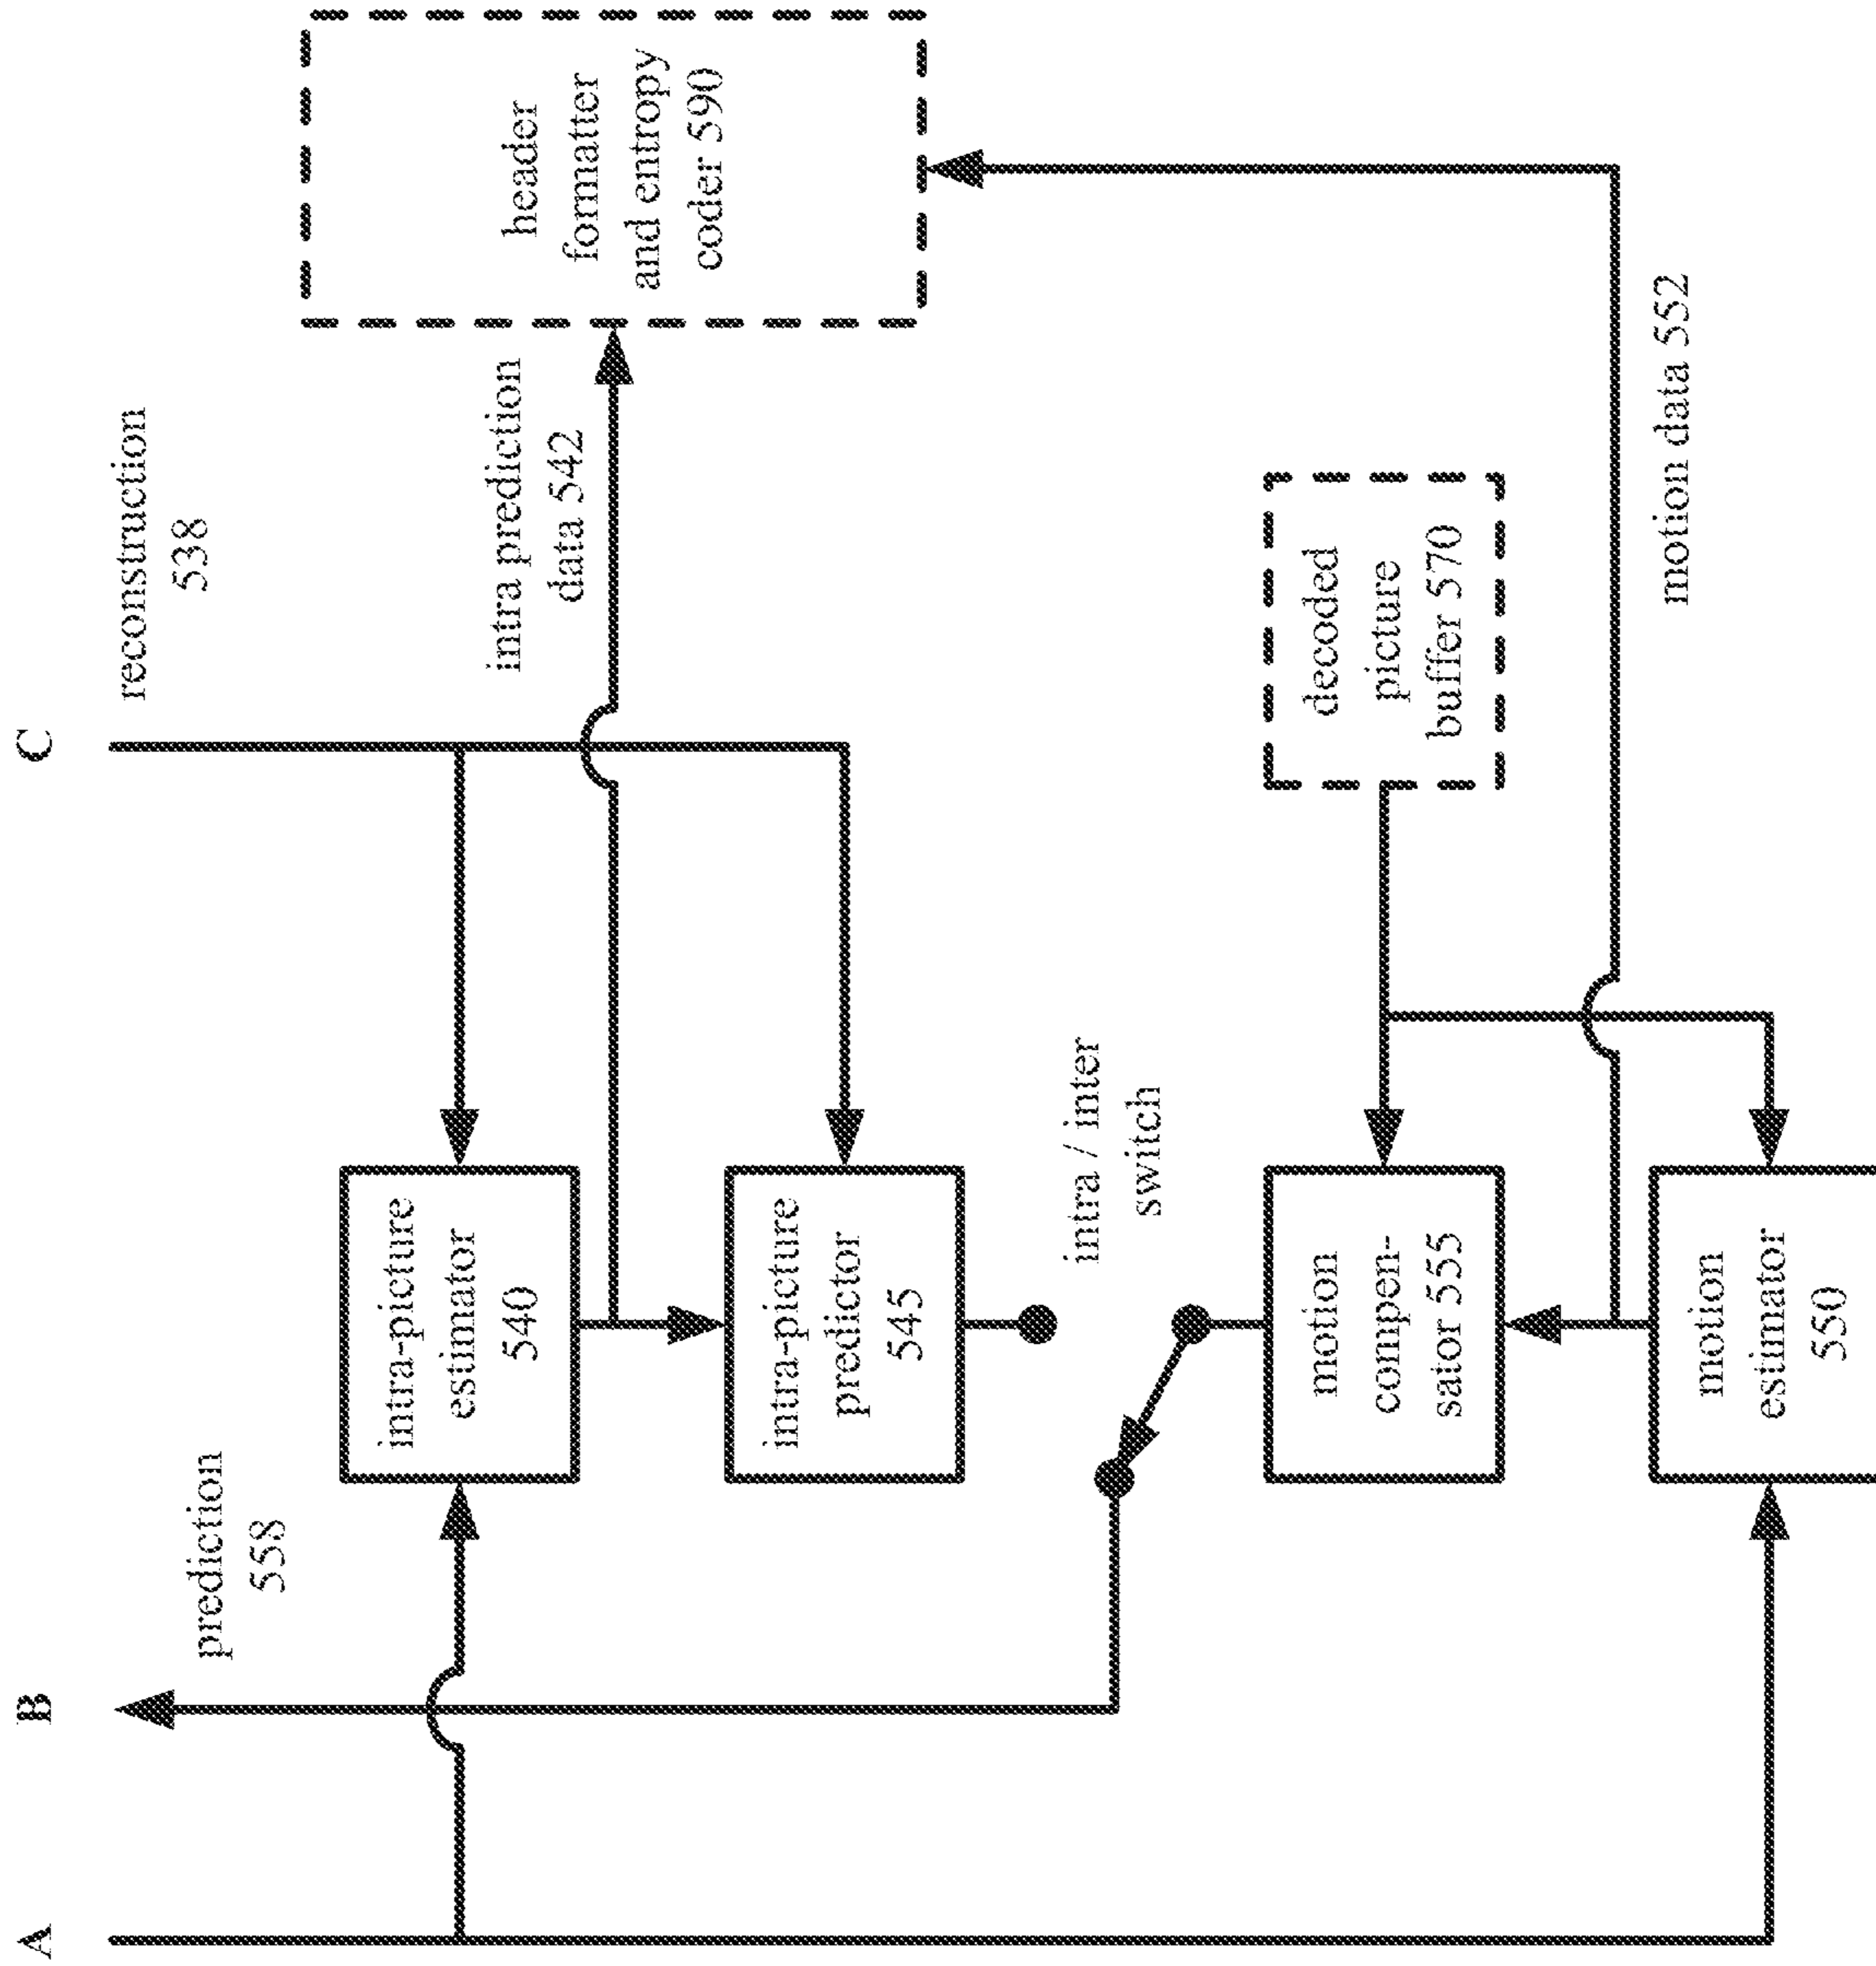 A
B
C
prediction
558
reconstruction
538
intra-picture
estimator
540
intra prediction
data 542
header
formatter
and entropy
coder 590
intra-picture
predictor
545
intra / inter
switch
motion
compen-
sator 555
decoded
picture
buffer 570
motion
estimator
550
motion data 552